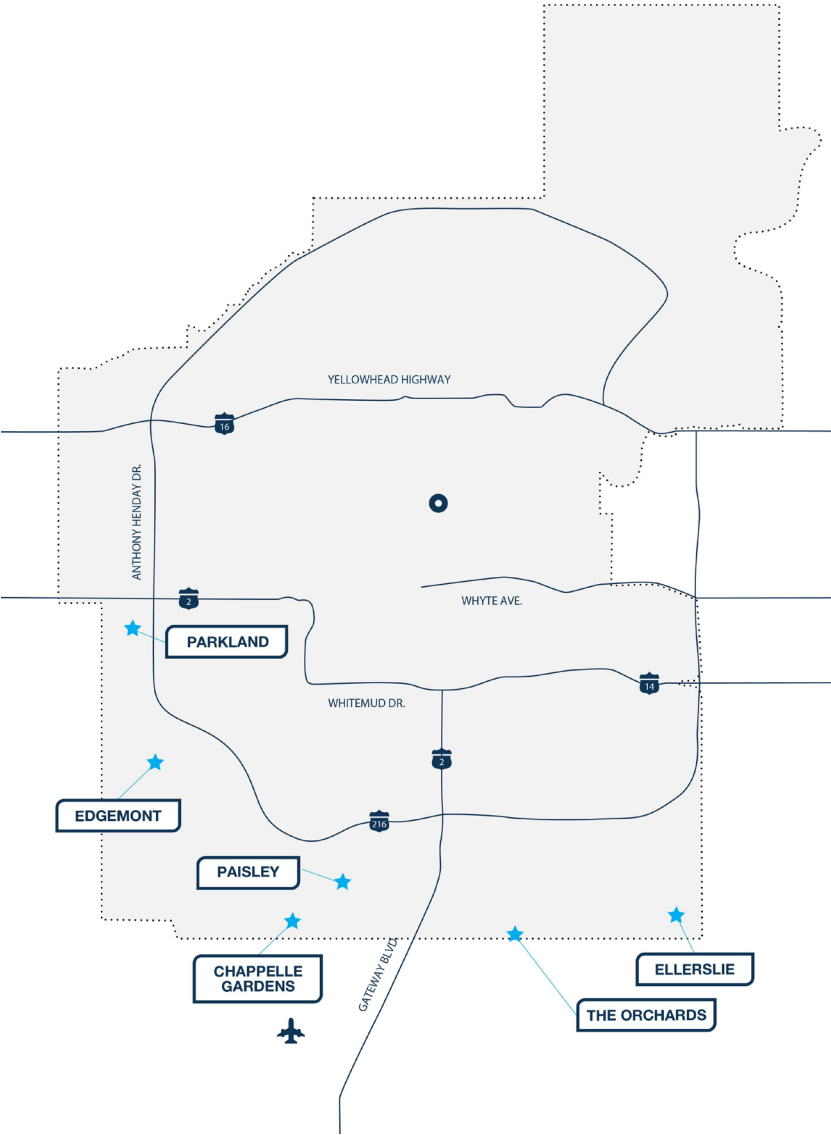 YELLOWHEAD HIGHWAY
16
ANTHONY HENDAY DR.
2
WHYTE AVE.
PARKLAND
14
WHITEMUD DR.
2
EDGEMONT
216
PAISLEY
CHAPPELLE
GARDENS
GATEWAY BLVD
ELLERSLIE
THE ORCHARDS